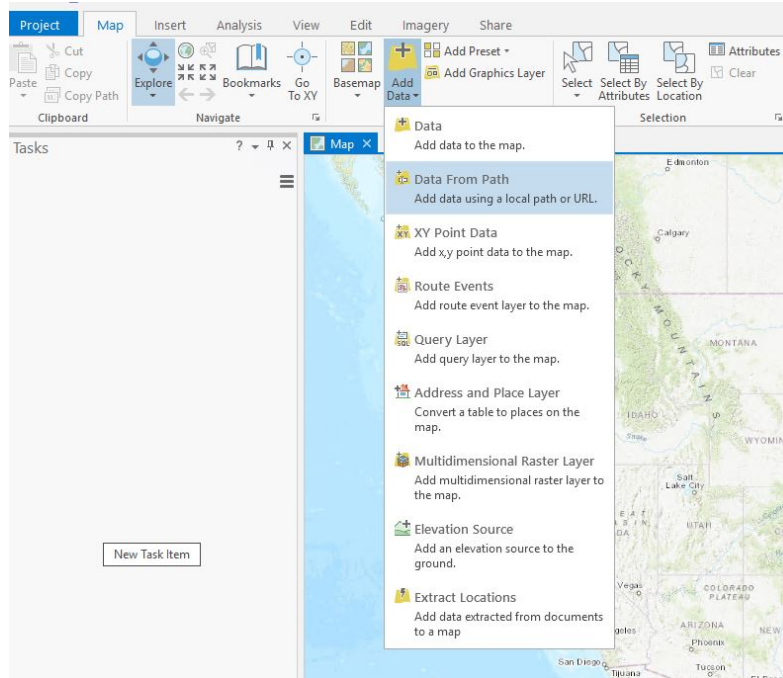 Project Map Insert Analysis View Edit Imagery Share
Paste
Cut
Copy
Copy Path
Clipboard
Explore
Bookmarks
Go
To XY
Navigate
Basemap
Add
Data
Add Preset
Add Graphics Layer
Select
Select By
Attributes
Select By
Location
Attributes
Clear
Selection
Tasks
?
New Task Item
Map
Data
Add data to the map.
Data From Path
Add data using a local path or URL.
XY Point Data
Add x,y point data to the map.
Route Events
Add route event layer to the map.
Query Layer
Add query layer to the map.
Address and Place Layer
Convert a table to places on the
map.
Multidimensional Raster Layer
Add multidimensional raster layer to
the map.
Elevation Source
Add an elevation source to the
ground.
Extract Locations
Add data extracted from documents
to a map
Edmonton
Calgary
MOUNTAINS
MONTANA
IDAHO
Snake
WYOMIN
Salt
Lake City
UTAH
Vegas
COLORADO
PLATEAU
ARIZONA
NEW
geles
Phoenix
San Diego
Tijuana
Tucson